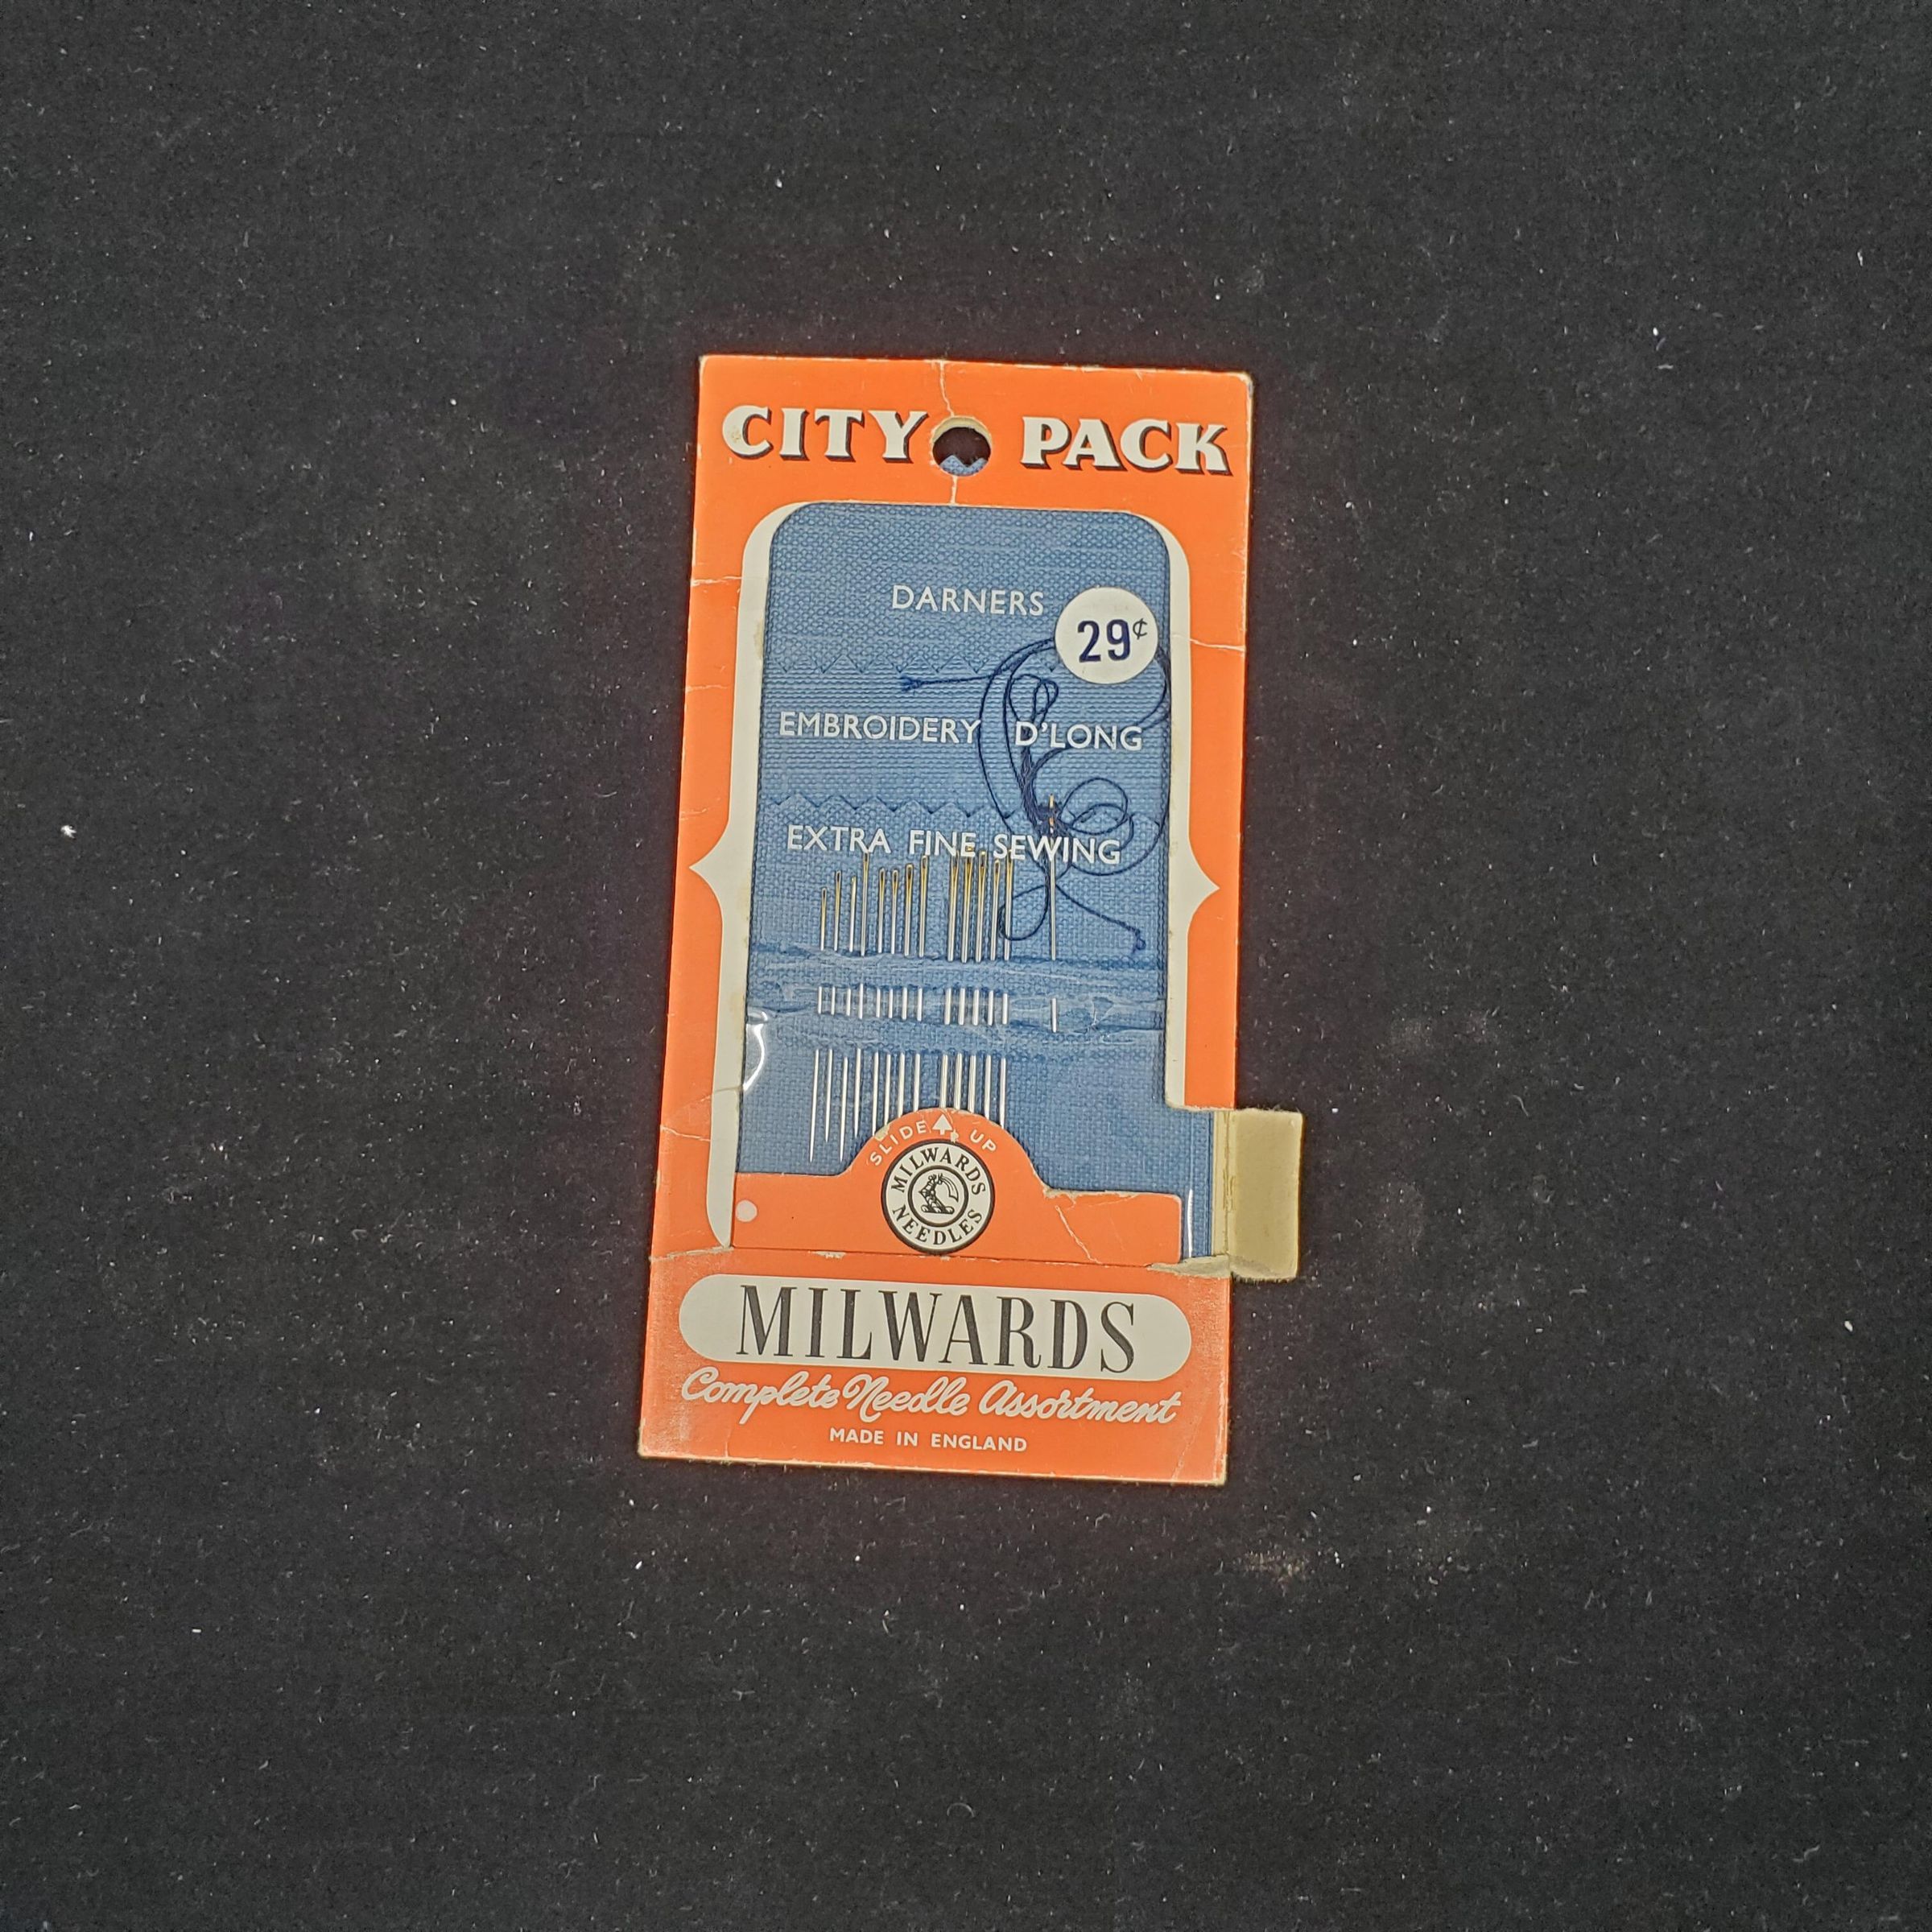 CITY PACK
DARNERS
29¢
EMBROIDERY D'LONG
EXTRA FINE SEWING
SLIDE UP
MILWARDS
NEEDLES
MILWARDS
Complete Needle Assortment
MADE IN ENGLAND